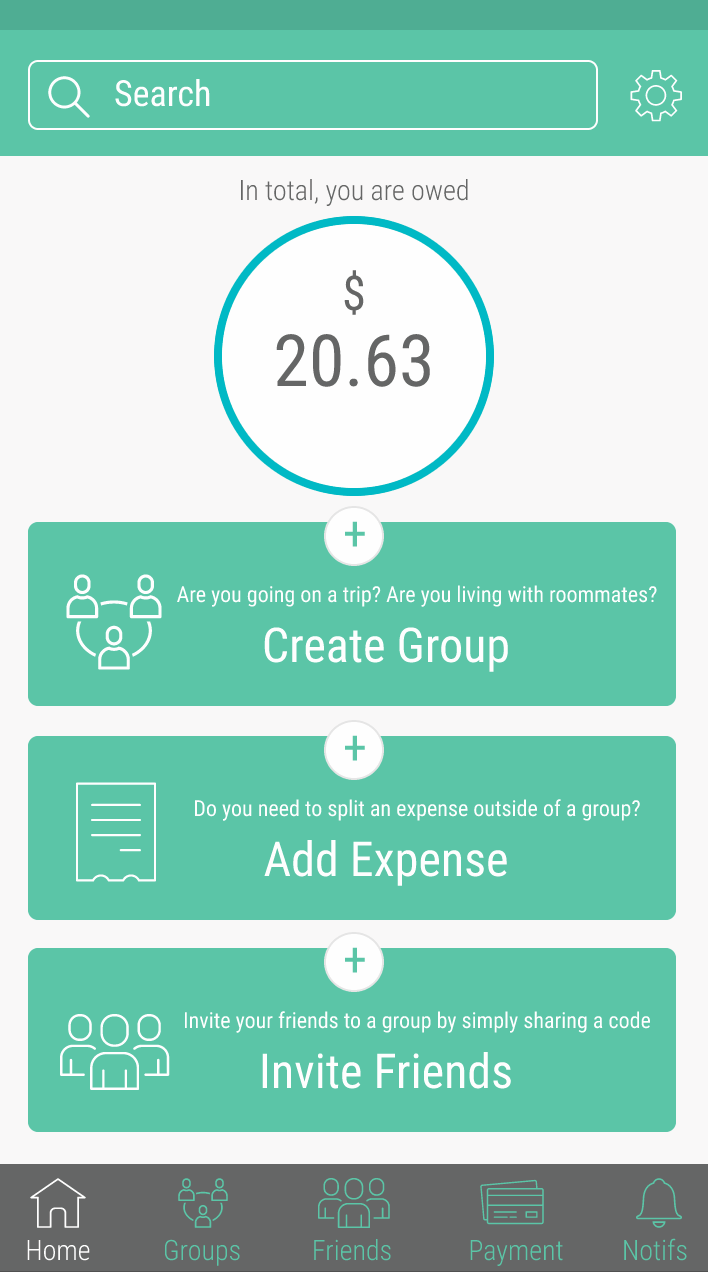 Search
In total, you are owed
$
20.63
+
Are you going on a trip? Are you living with roommates?
Create Group
+
Do you need to split an expense outside of a group?
Add Expense
+
Invite your friends to a group by simply sharing a code
Invite Friends
Home Groups Friends Payment Notifs